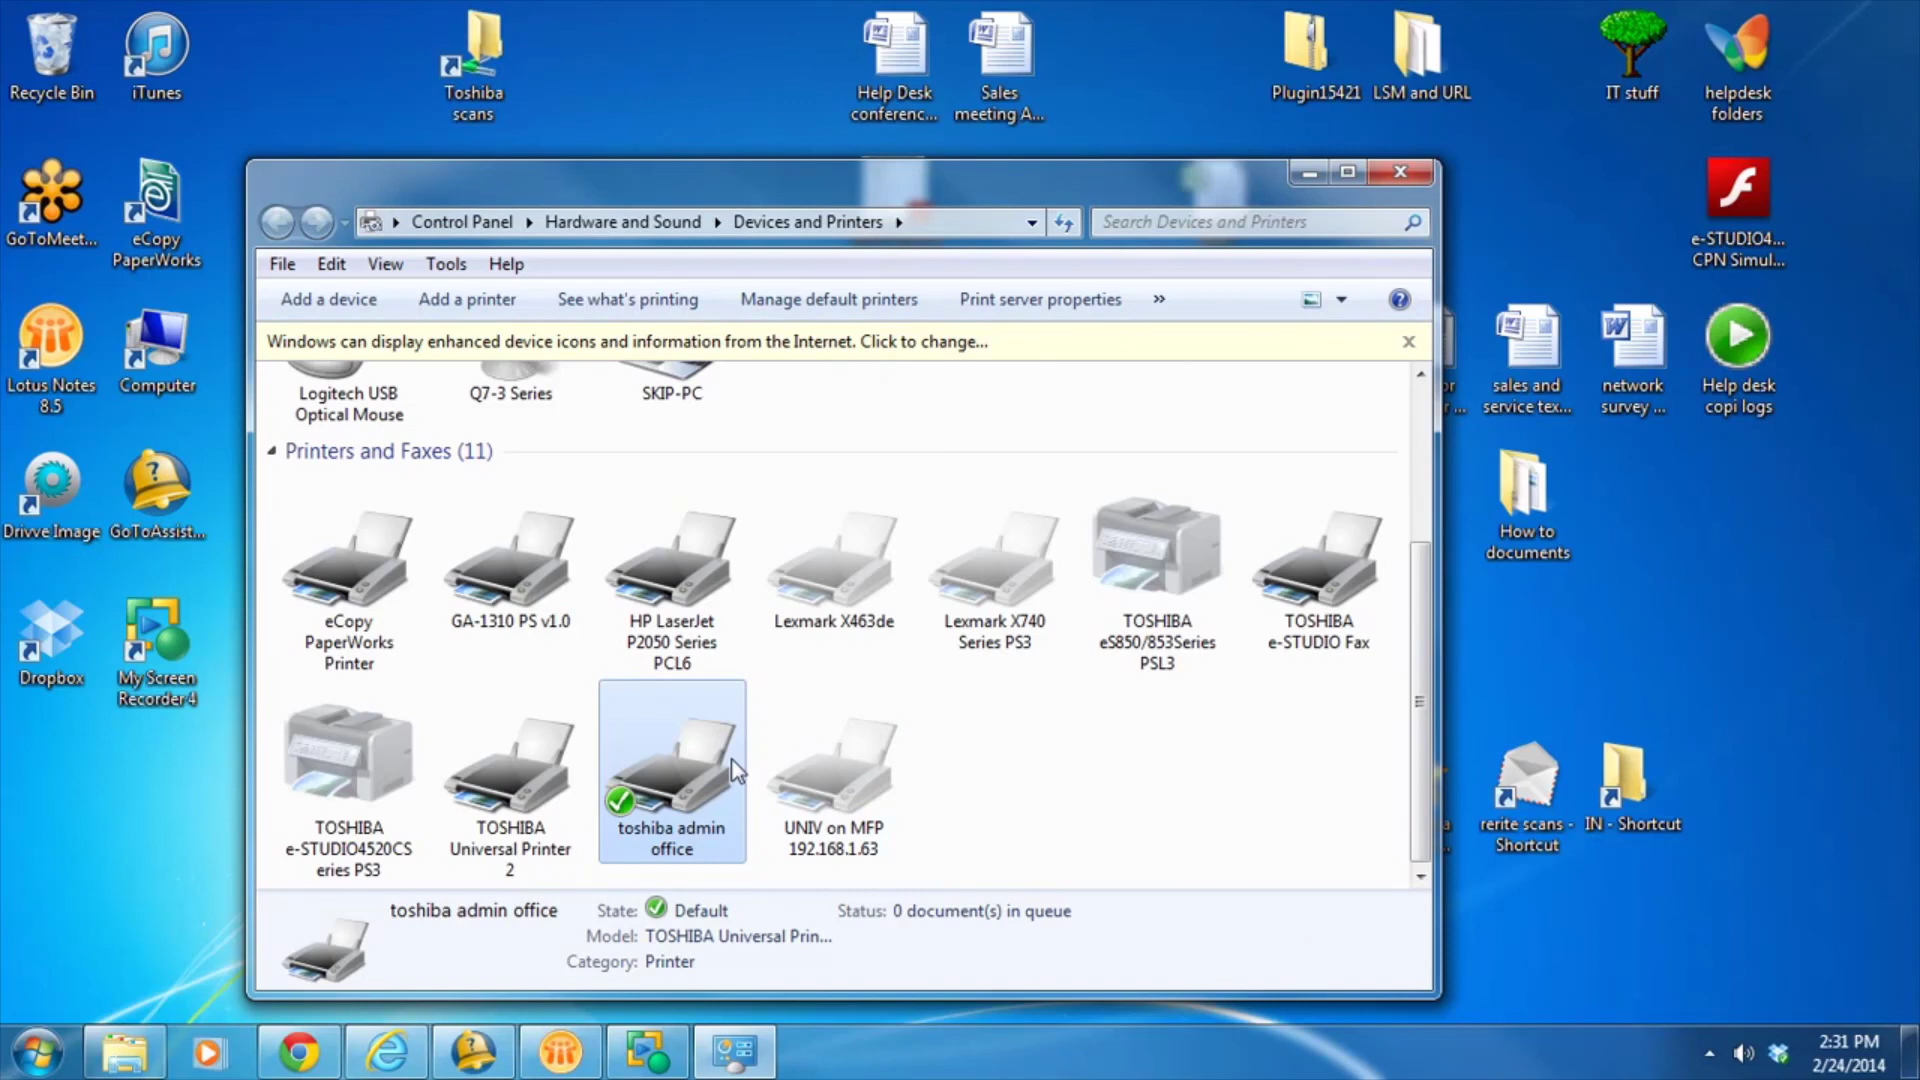 Recycle Bin
iTunes
Toshiba
scans
Help Desk
conferenc...
Sales
meeting A...
Plugin15421
LSM and URL
IT stuff
helpdesk
folders
GoToMeet...
eCopy
PaperWorks
e-STUDIO4...
CPN Simul...
Control Panel
Hardware and Sound
Devices and Printers
Search Devices and Printers
File
Edit
View
Tools
Help
Add a device
Add a printer
See what's printing
Manage default printers
Print server properties
»
Windows can display enhanced device icons and information from the Internet. Click to change...
Lotus Notes
8.5
Computer
Logitech USB
Optical Mouse
Q7-3 Series
SKIP-PC
sales and
service tex...
network
survey ...
Help desk
copi logs
Printers and Faxes (11)
Drivve Image
GoToAssist...
How to
documents
eCopy
PaperWorks
Printer
GA-1310 PS v1.0
HP LaserJet
P2050 Series
PCL6
Lexmark X463de
Lexmark X740
Series PS3
TOSHIBA
eS850/853Series
PSL3
TOSHIBA
e-STUDIO Fax
Dropbox
My Screen
Recorder 4
TOSHIBA
e-STUDIO4520CS
eries PS3
TOSHIBA
Universal Printer
2
toshiba admin
office
UNIV on MFP
192.168.1.63
rerite scans -
Shortcut
IN - Shortcut
toshiba admin office
State: Default
Status: 0 document(s) in queue
Model: TOSHIBA Universal Prin...
Category: Printer
2:31 PM
2/24/2014